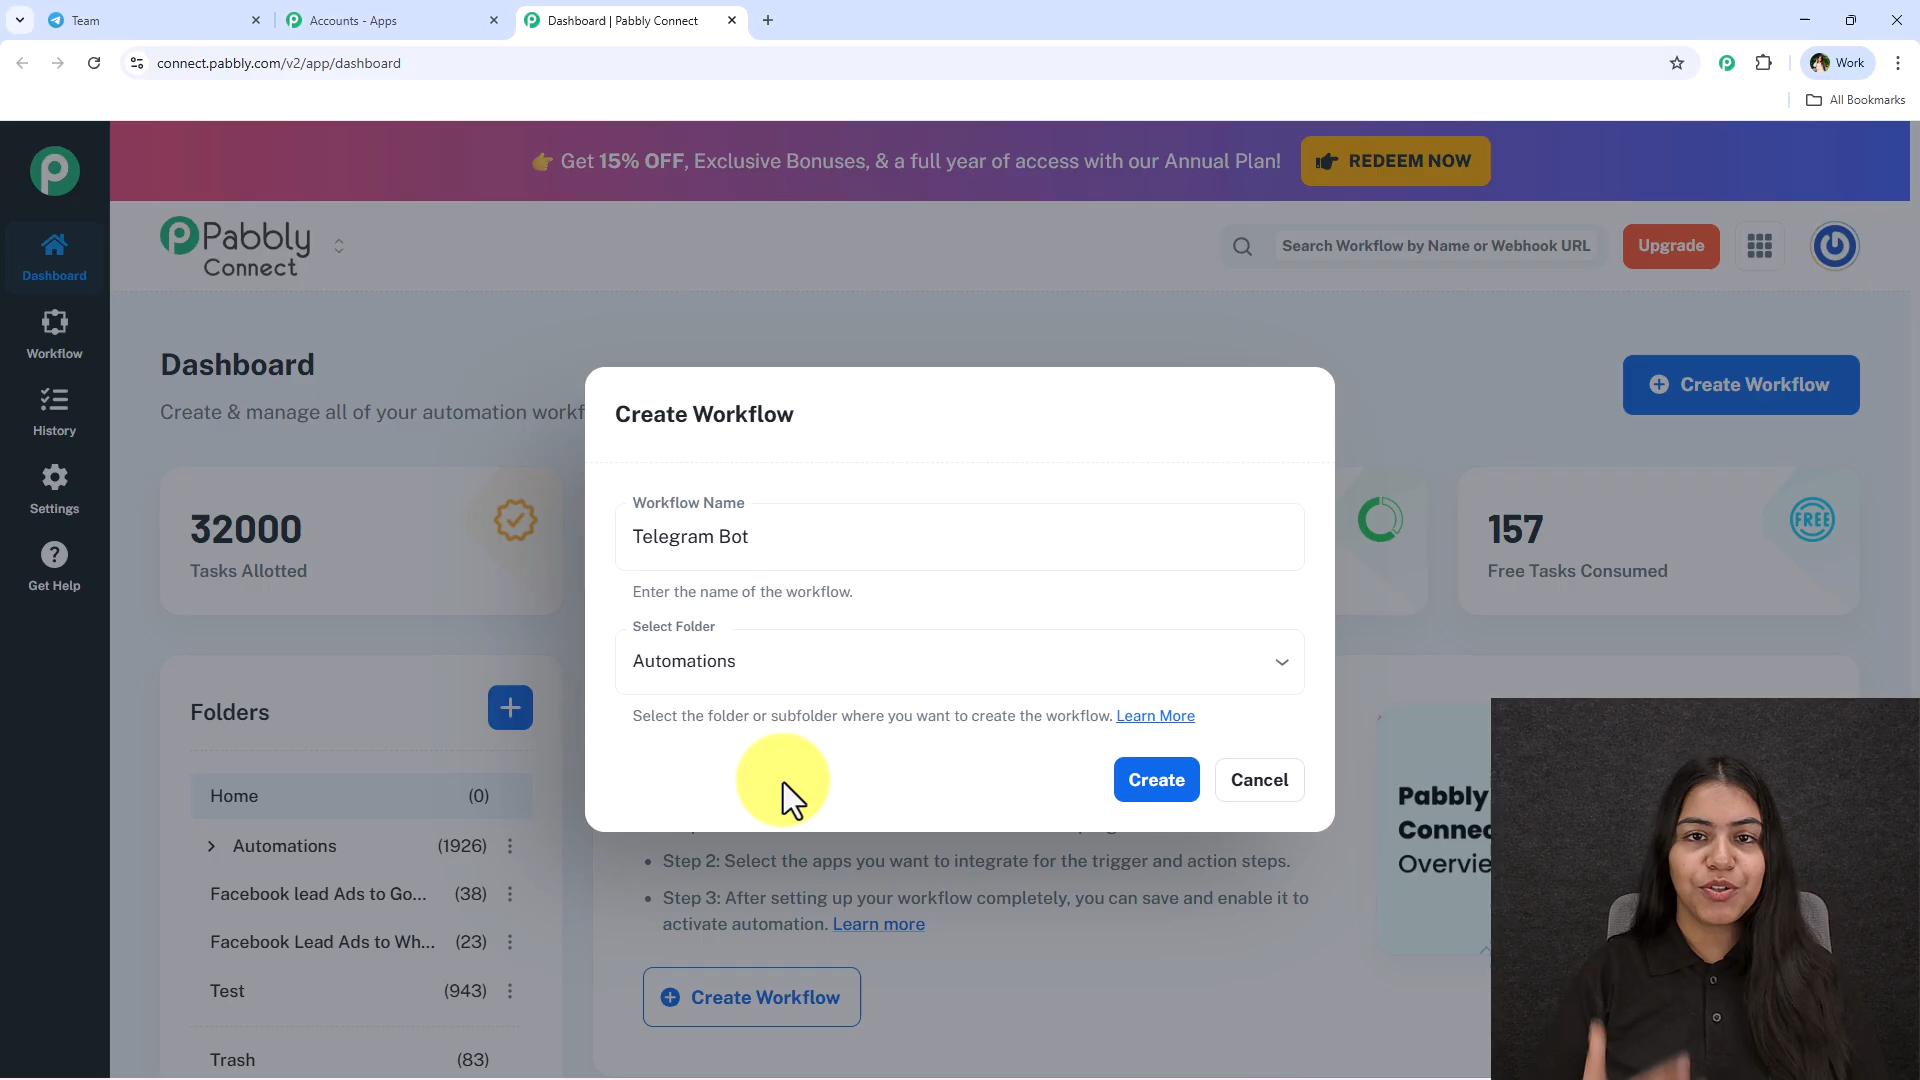 Team
Accounts - Apps
Dashboard | Pabbly Connect
connect.pabbly.com/v2/app/dashboard
Work
All Bookmarks
👉 Get 15% OFF, Exclusive Bonuses, & a full year of access with our Annual Plan!
REDEEM NOW
Pabbly
Connect
Search Workflow by Name or Webhook URL
Upgrade
Dashboard
Workflow
History
Settings
Get Help
Dashboard
Create & manage all of your automation workf
Create Workflow
32000
Tasks Allotted
157
Free Tasks Consumed
FREE
Create Workflow
Workflow Name
Telegram Bot
Enter the name of the workflow.
Select Folder
Automations
Select the folder or subfolder where you want to create the workflow. Learn More
Create
Cancel
Folders
Home (0)
Automations (1926)
Facebook lead Ads to Go... (38)
Facebook Lead Ads to Wh... (23)
Test (943)
Trash (83)
• Step 2: Select the apps you want to integrate for the trigger and action steps.
• Step 3: After setting up your workflow completely, you can save and enable it to
activate automation. Learn more
Create Workflow
Pabbly
Connec
Overvie